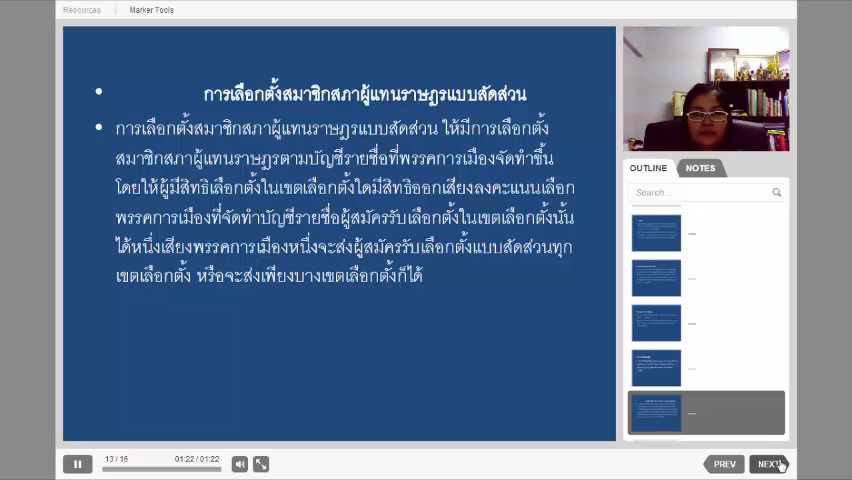 Resources
Marker Tools
การเลือกตั้งสมาชิกสภาผู้แทนราษฎรแบบสัดส่วน
การเลือกตั้งสมาชิกสภาผู้แทนราษฎรแบบสัดส่วน ให้มีการเลือกตั้ง
สมาชิกสภาผู้แทนราษฎรตามบัญชีรายชื่อที่พรรคการเมืองจัดทำขึ้น
โดยให้ผู้มีสิทธิเลือกตั้งในเขตเลือกตั้งใดมีสิทธิออกเสียงลงคะแนนเลือก
พรรคการเมืองที่จัดทำบัญชีรายชื่อผู้สมัครรับเลือกตั้งในเขตเลือกตั้งนั้น
ได้หนึ่งเสียงพรรคการเมืองหนึ่งจะส่งผู้สมัครรับเลือกตั้งแบบสัดส่วนทุก
เขตเลือกตั้ง หรือจะส่งเพียงบางเขตเลือกตั้งก็ได้
OUTLINE
NOTES
Search...
13 / 16
01:22 / 01:22
PREV
NEXT